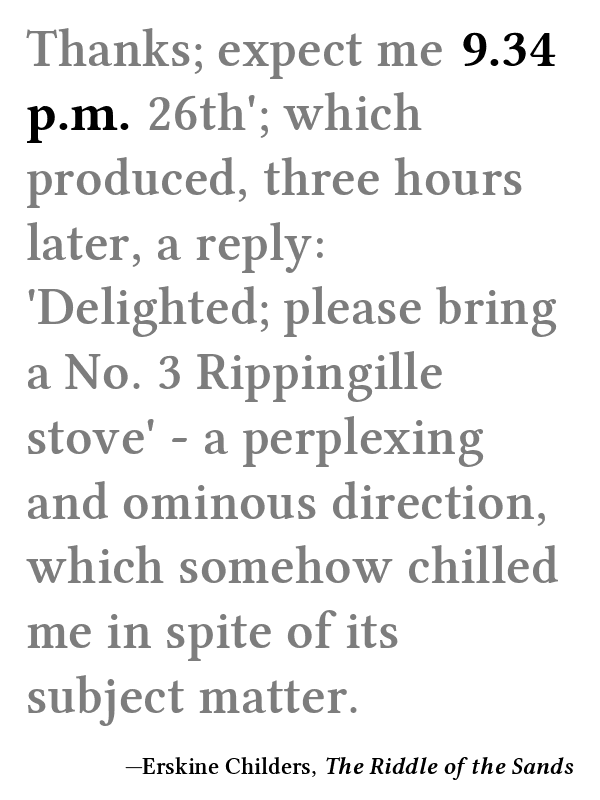 Thanks; expect me 9.34
p.m. 26th'; which
produced, three hours
later, a reply:
'Delighted; please bring
a No. 3 Rippingille
stove' - a perplexing
and ominous direction,
which somehow chilled
me in spite of its
subject matter.
—Erskine Childers, The Riddle of the Sands